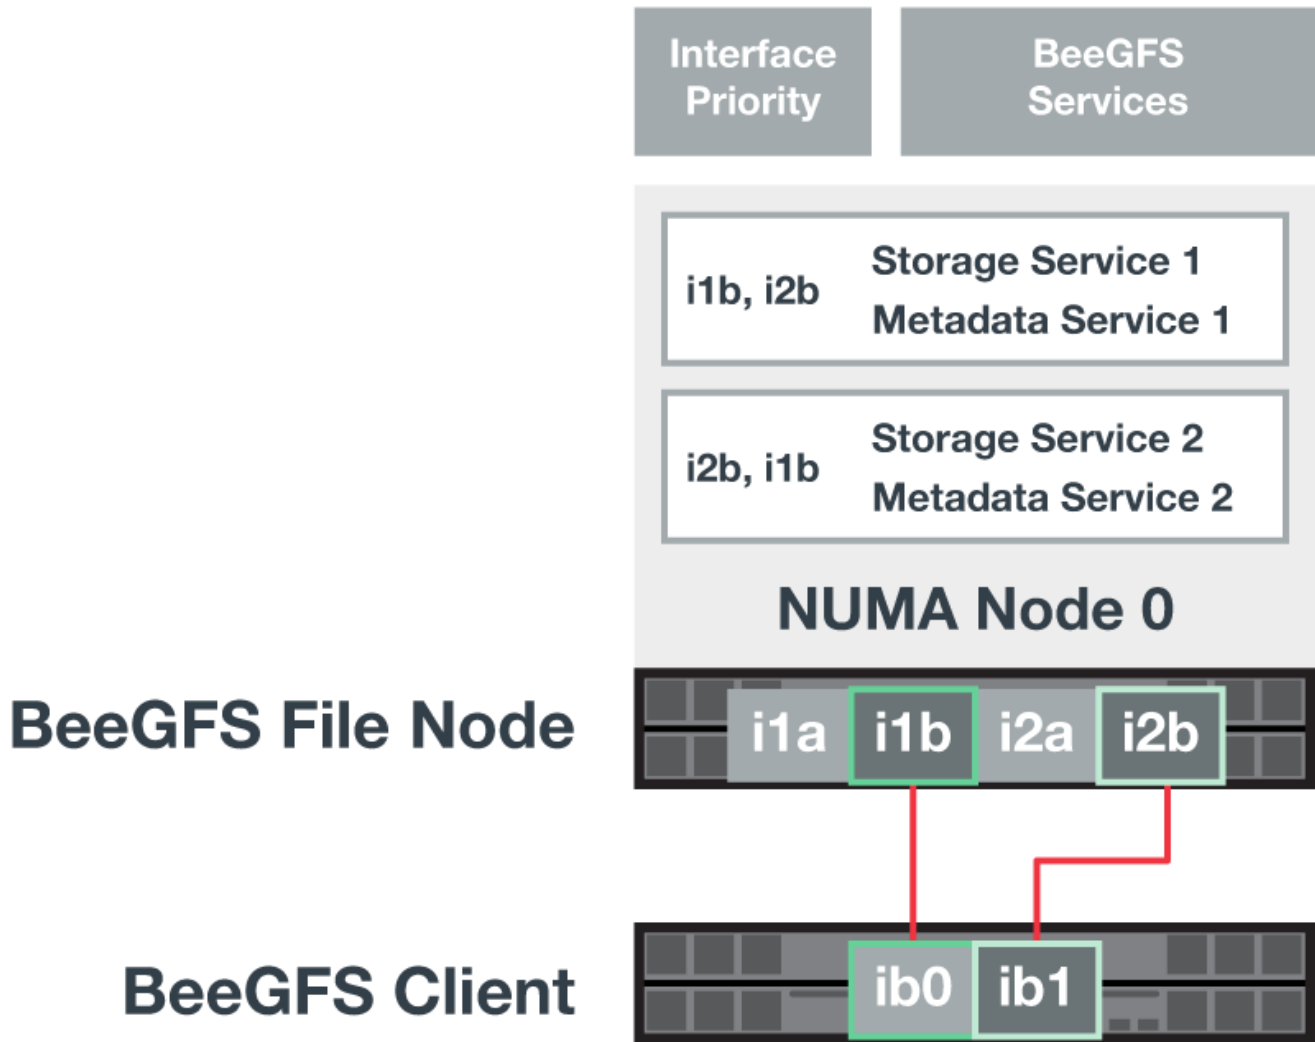 Interface
Priority
BeeGFS
Services
i1b, i2b
Storage Service 1
Metadata Service 1
i2b, i1b
Storage Service 2
Metadata Service 2
NUMA Node 0
BeeGFS File Node
i1a
i1b
i2a
i2b
BeeGFS Client
ib0
ib1